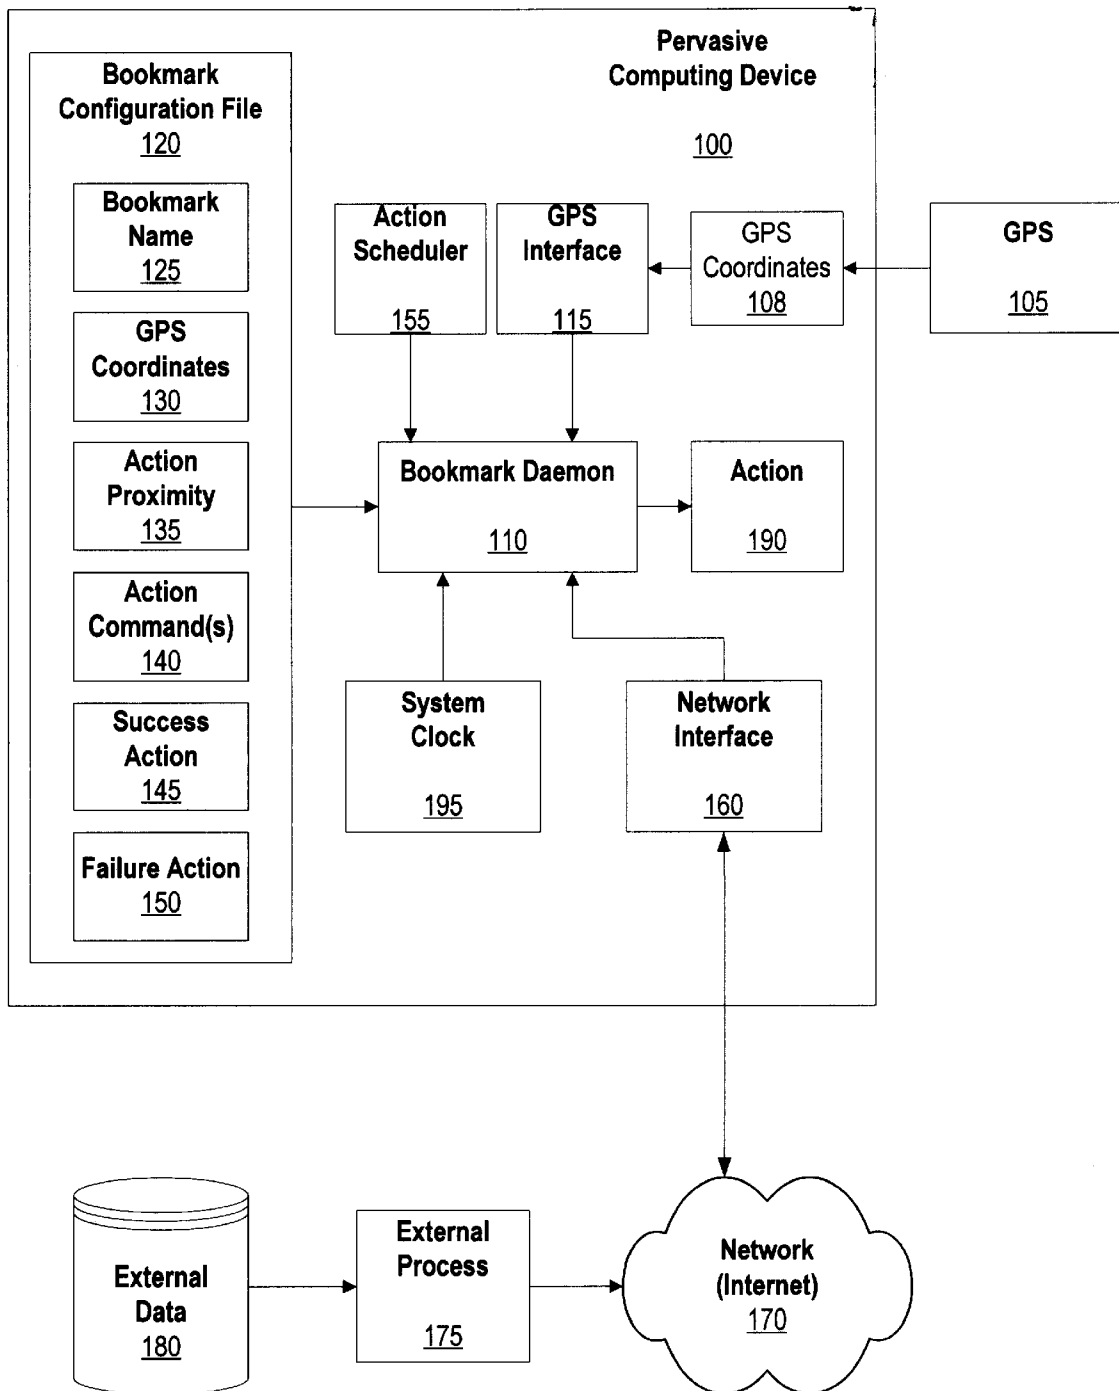 Pervasive
Computing Device
100
Bookmark
Configuration File
120
Bookmark
Name
125
GPS
Coordinates
130
Action
Proximity
135
Action
Command(s)
140
Success
Action
145
Failure Action
150
Action
Scheduler
155
GPS
Interface
115
GPS
Coordinates
108
GPS
105
Bookmark Daemon
110
Action
190
System
Clock
195
Network
Interface
160
External
Data
180
External
Process
175
Network
(Internet)
170